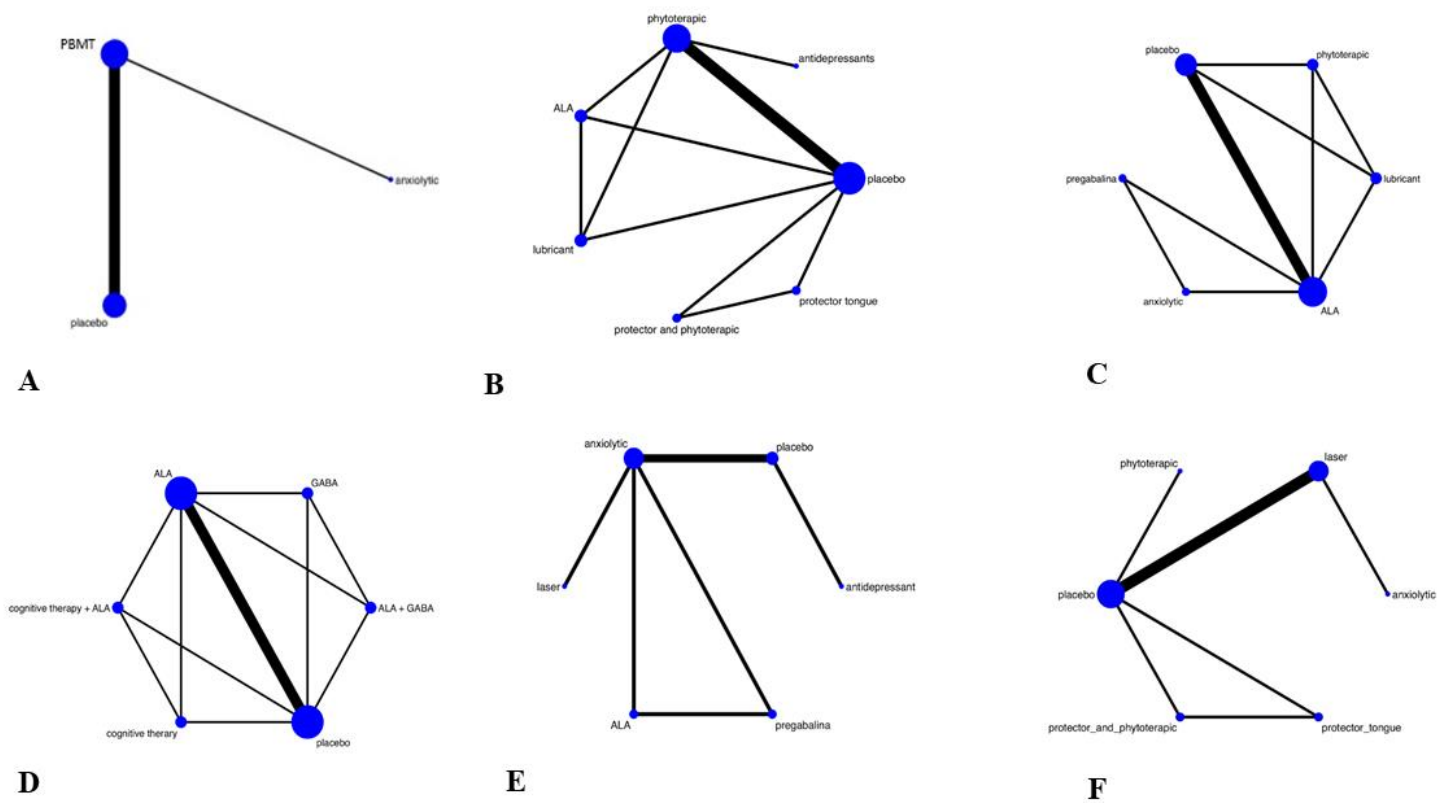 PBMT
anxiolytic
placebo
A
phytoterapic
antidepressants
ALA
placebo
lubricant
protector tongue
protector and phytoterapic
B
placebo
phytoterapic
pregabalina
lubricant
anxiolytic
ALA
C
ALA
GABA
cognitive therapy + ALA
ALA + GABA
cognitive therapy
placebo
D
anxiolytic
placebo
laser
antidepressant
ALA
pregabalina
E
phytoterapic
laser
placebo
anxiolytic
protector_and_phytoterapic
protector_tongue
F